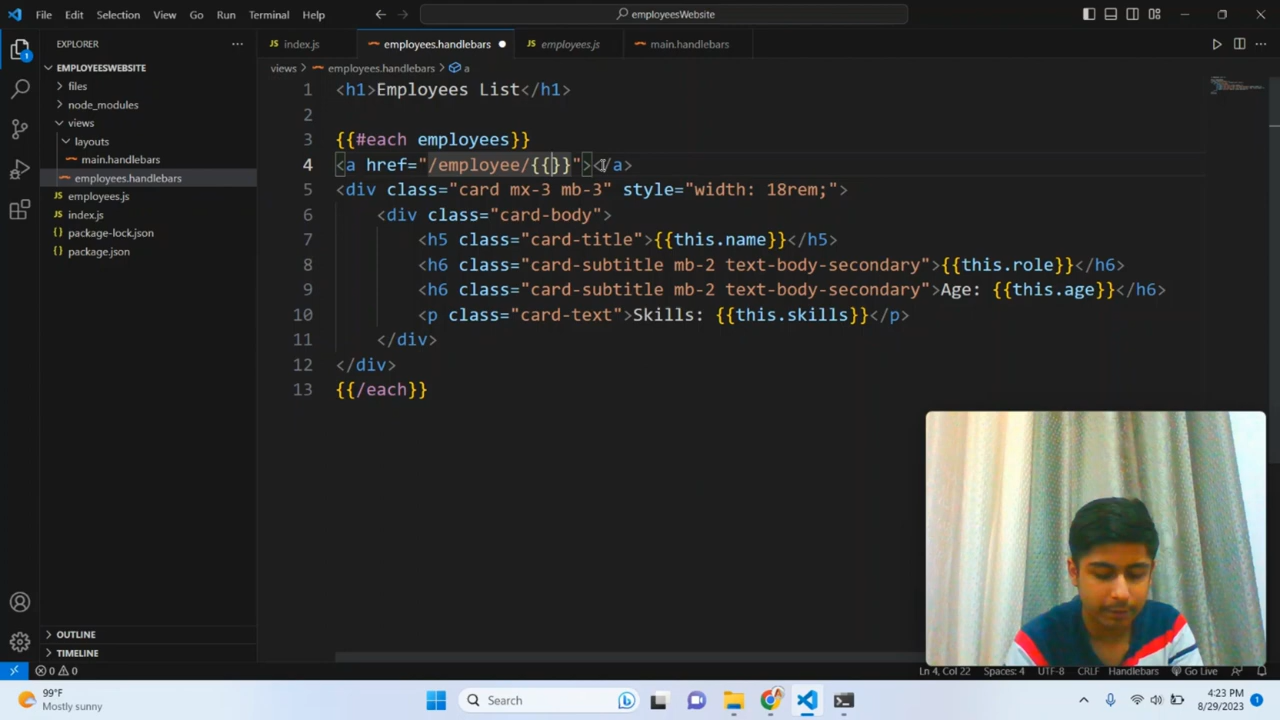 File Edit Selection View Go Run Terminal Help
employeesWebsite
EXPLORER
index.js
employees.handlebars
employees.js
main.handlebars
EMPLOYEESWEBSITE
files
node_modules
views
layouts
main.handlebars
employees.handlebars
employees.js
index.js
package-lock.json
package.json
OUTLINE
TIMELINE
views > employees.handlebars > a
1 <h1>Employees List</h1>
2
3 {{#each employees}}
4 <a href="/employee/{{}}"></a>
5 <div class="card mx-3 mb-3" style="width: 18rem;">
6 <div class="card-body">
7 <h5 class="card-title">{{this.name}}</h5>
8 <h6 class="card-subtitle mb-2 text-body-secondary">{{this.role}}</h6>
9 <h6 class="card-subtitle mb-2 text-body-secondary">Age: {{this.age}}</h6>
10 <p class="card-text">Skills: {{this.skills}}</p>
11 </div>
12 </div>
13 {{/each}}
0 0 Ln 4, Col 22 Spaces: 4 UTF-8 CRLF Handlebars Go Live
99°F
Mostly sunny
Search
4:23 PM
8/29/2023
1
1